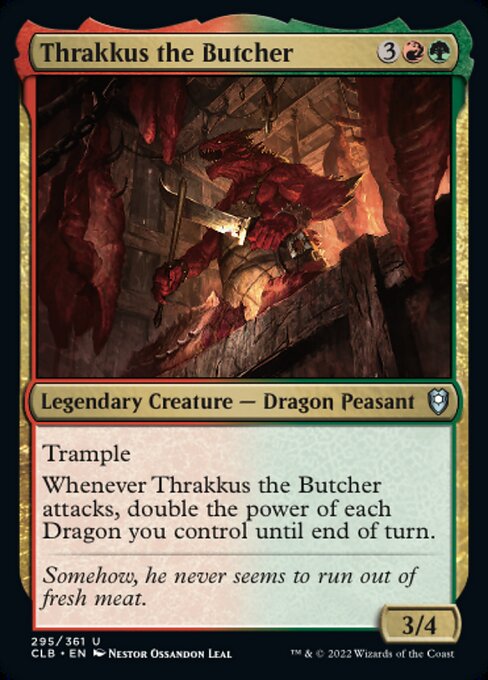 Thrakkus the Butcher 3
Legendary Creature — Dragon Peasant
Trample
Whenever Thrakkus the Butcher
attacks, double the power of each
Dragon you control until end of turn.
Somehow, he never seems to run out of
fresh meat.
3/4
295/361 U
CLB • EN Nestor Ossandon Leal
™ & © 2022 Wizards of the Coast